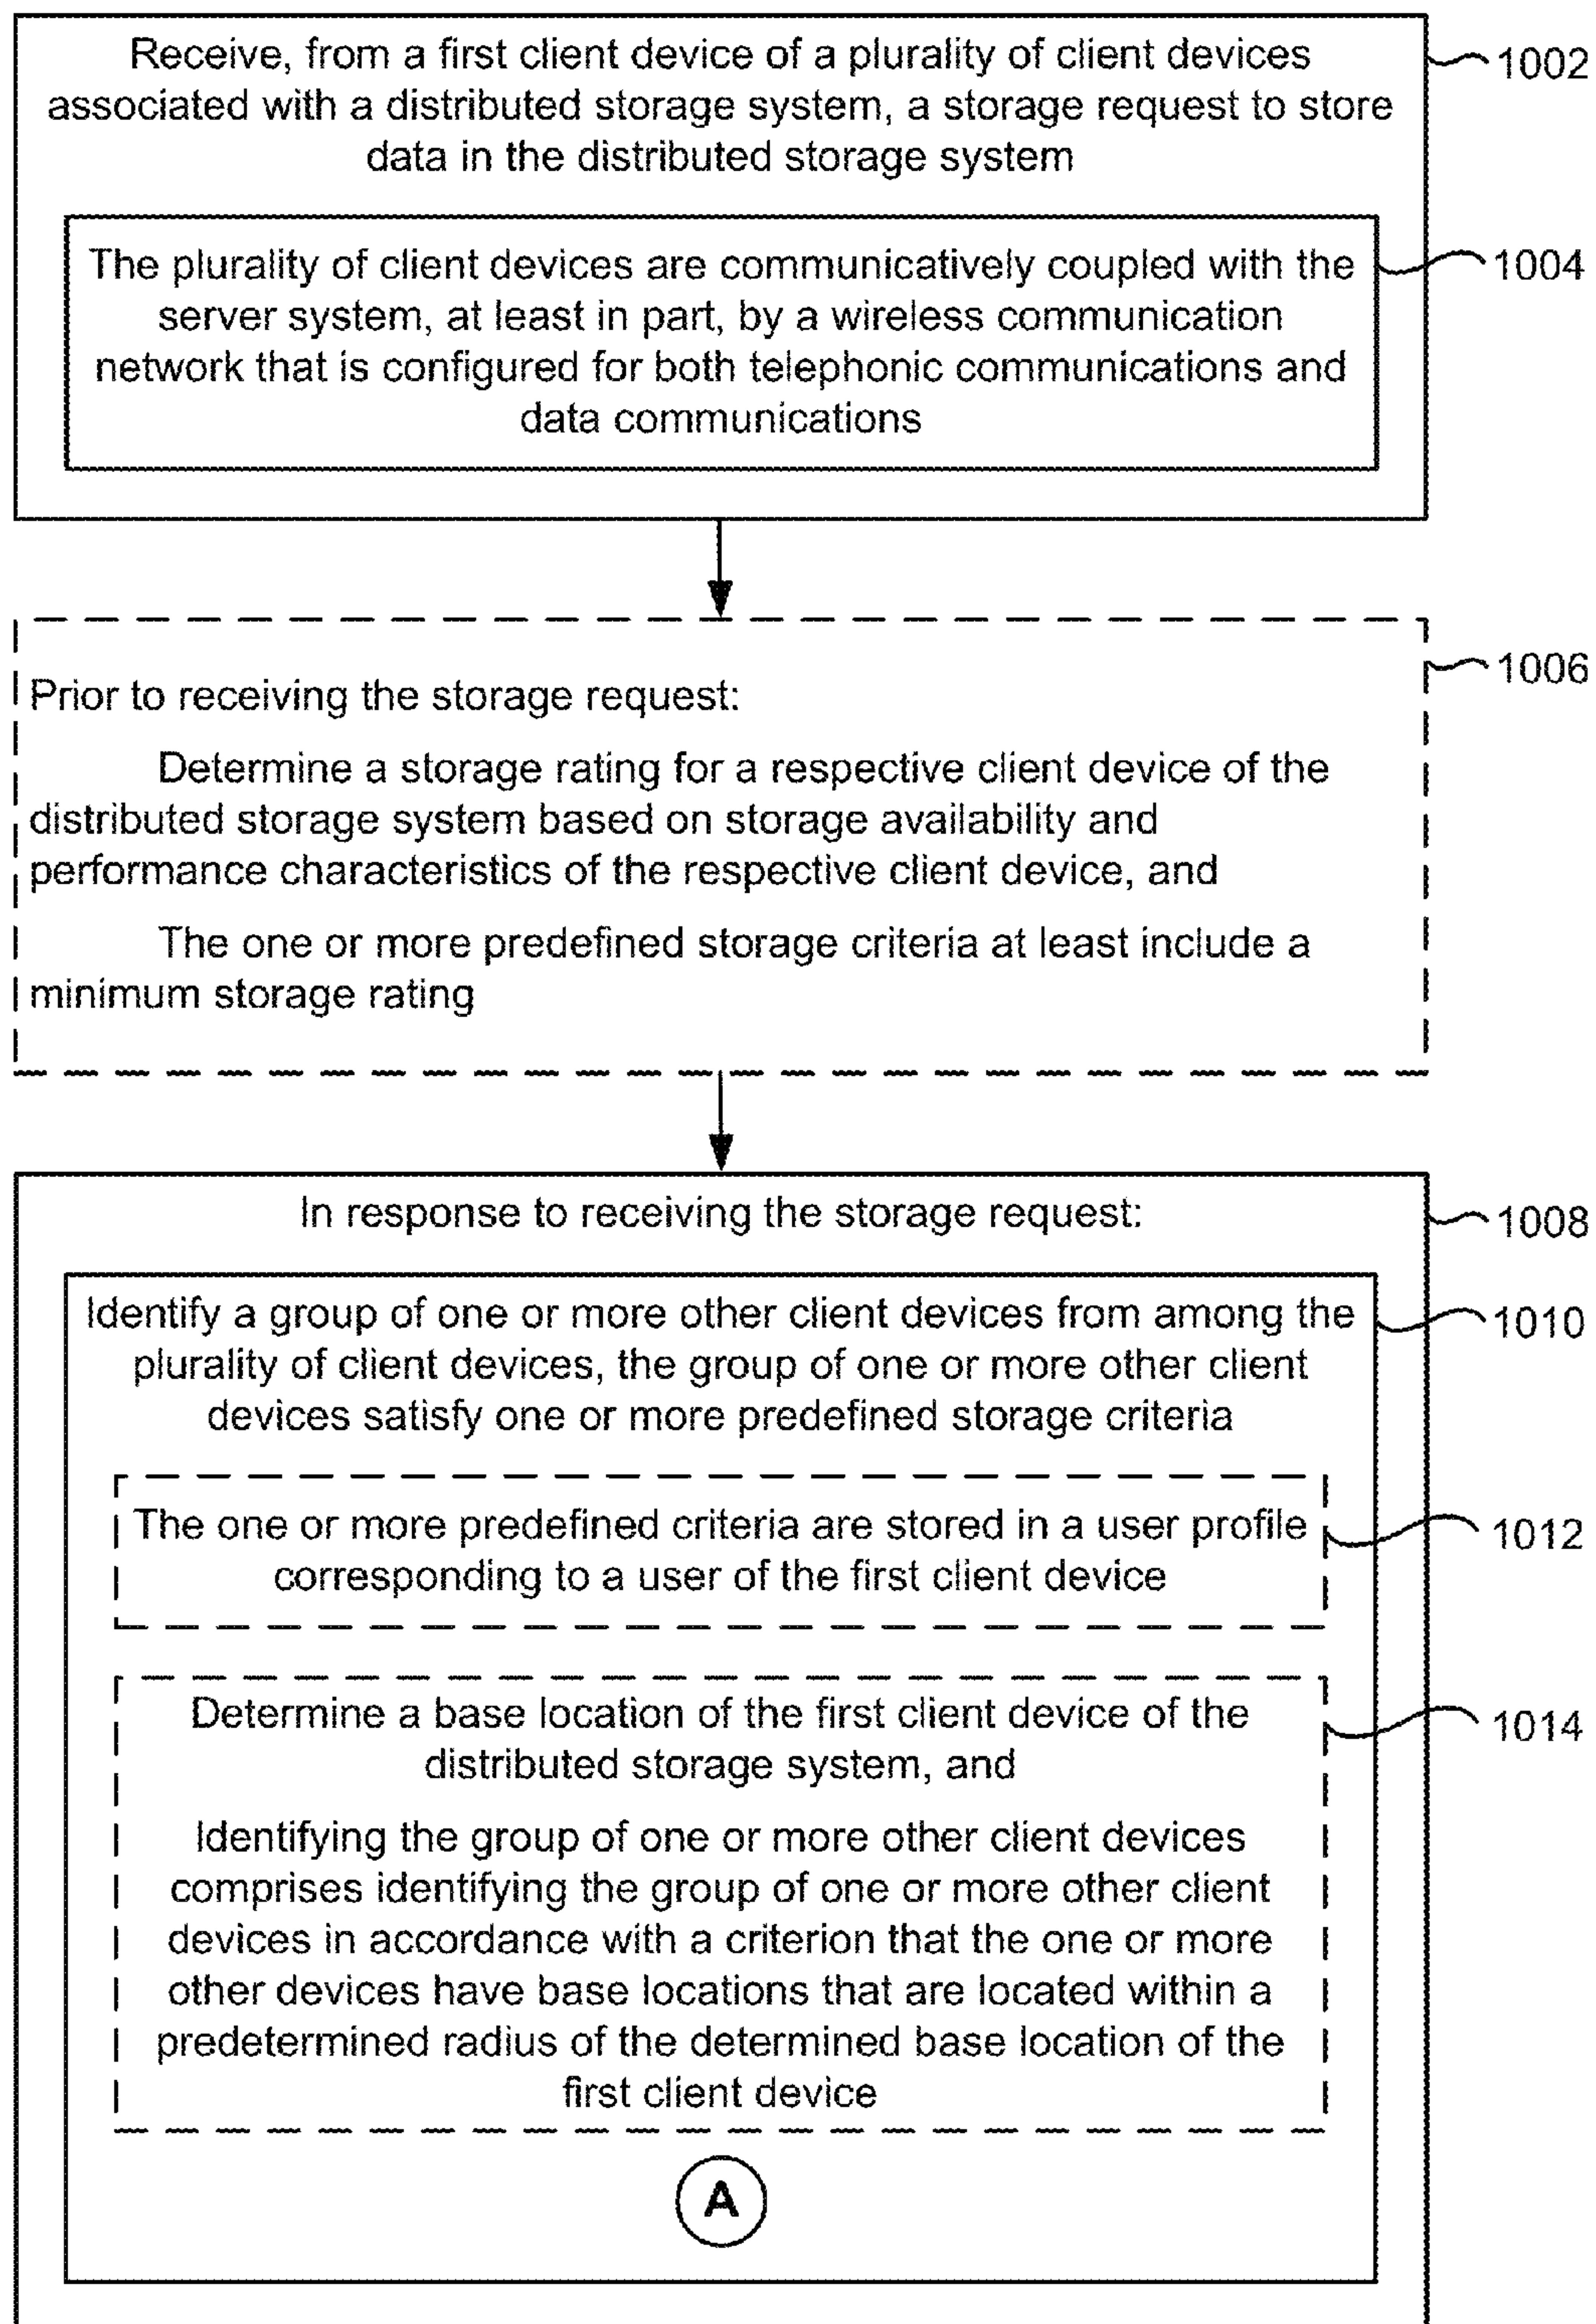 Receive, from a first client device of a plurality of client devices
associated with a distributed storage system, a storage request to store
data in the distributed storage system
1002
The plurality of client devices are communicatively coupled with the
server system, at least in part, by a wireless communication
network that is configured for both telephonic communications and
data communications
1004
Prior to receiving the storage request:
1006
Determine a storage rating for a respective client device of the
distributed storage system based on storage availability and
performance characteristics of the respective client device, and
The one or more predefined storage criteria at least include a
minimum storage rating
In response to receiving the storage request:
1008
Identify a group of one or more other client devices from among the
plurality of client devices, the group of one or more other client
devices satisfy one or more predefined storage criteria
1010
The one or more predefined criteria are stored in a user profile
corresponding to a user of the first client device
1012
Determine a base location of the first client device of the
distributed storage system, and
1014
Identifying the group of one or more other client devices
comprises identifying the group of one or more other client
devices in accordance with a criterion that the one or more
other devices have base locations that are located within a
predetermined radius of the determined base location of the
first client device
A